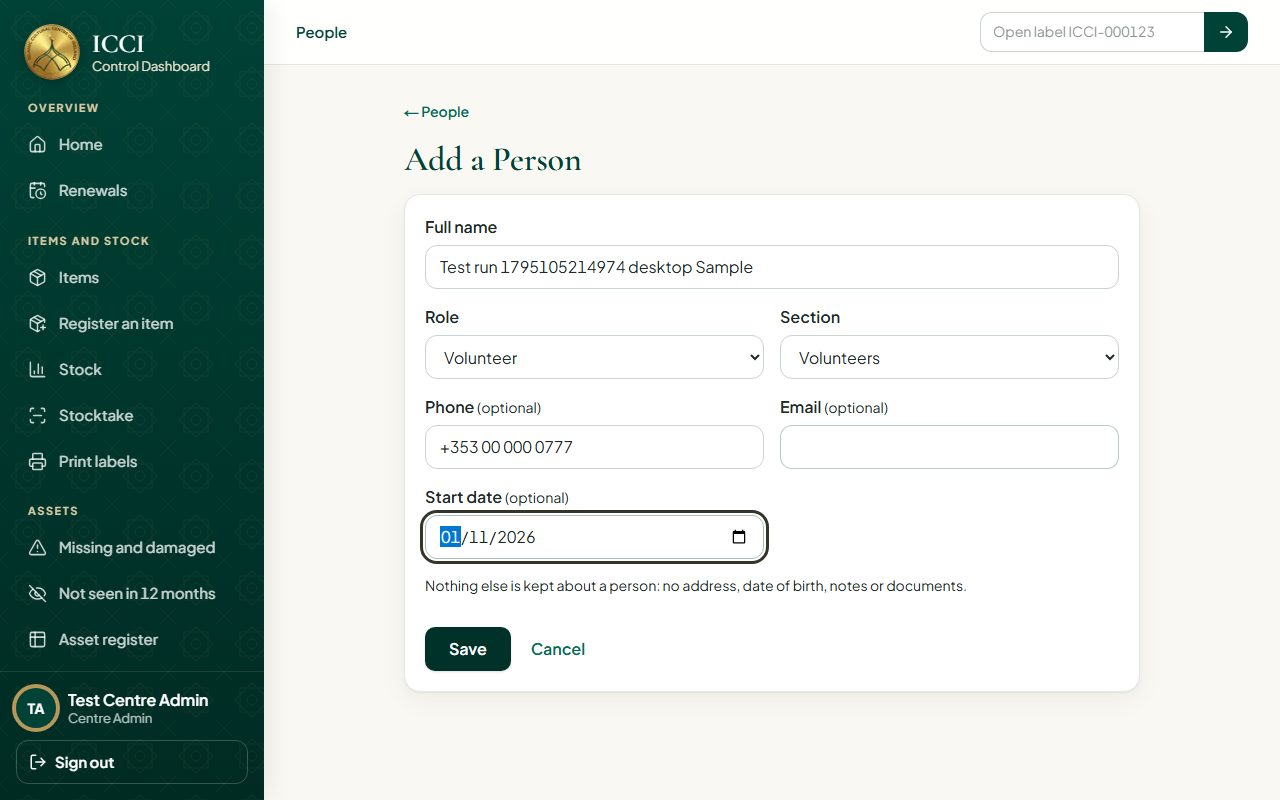 ICCI
Control Dashboard
OVERVIEW
Home
Renewals
ITEMS AND STOCK
Items
Register an item
Stock
Stocktake
Print labels
ASSETS
Missing and damaged
Not seen in 12 months
Asset register
TA
Test Centre Admin
Centre Admin
Sign out
People
Open label ICCI-000123
← People
Add a Person
Full name
Test run 1795105214974 desktop Sample
Role
Section
Volunteer
Volunteers
Phone (optional)
Email (optional)
+353 00 000 0777
Start date (optional)
01/11/2026
Nothing else is kept about a person: no address, date of birth, notes or documents.
Save
Cancel